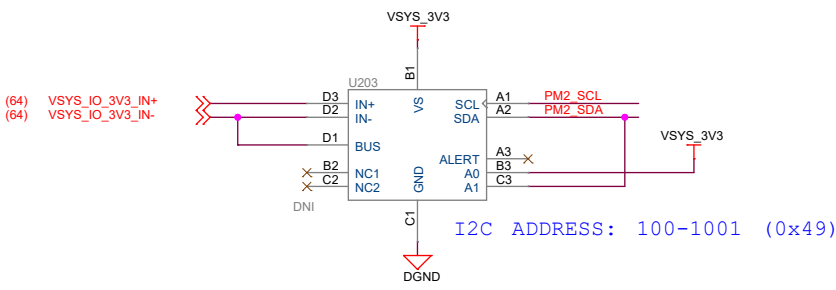 VSYS_3V3
U203
B1
(64) VSYS_IO_3V3_IN+ D3 IN+ VS SCL A1 PM2_SCL
(64) VSYS_IO_3V3_IN- D2 IN- SDA A2 PM2_SDA
VSYS_3V3
D1 BUS
ALERT A3
B2 NC1 A0 B3
C2 NC2 GND A1 C3
DNI
C1
I2C ADDRESS: 100-1001 (0x49)
DGND